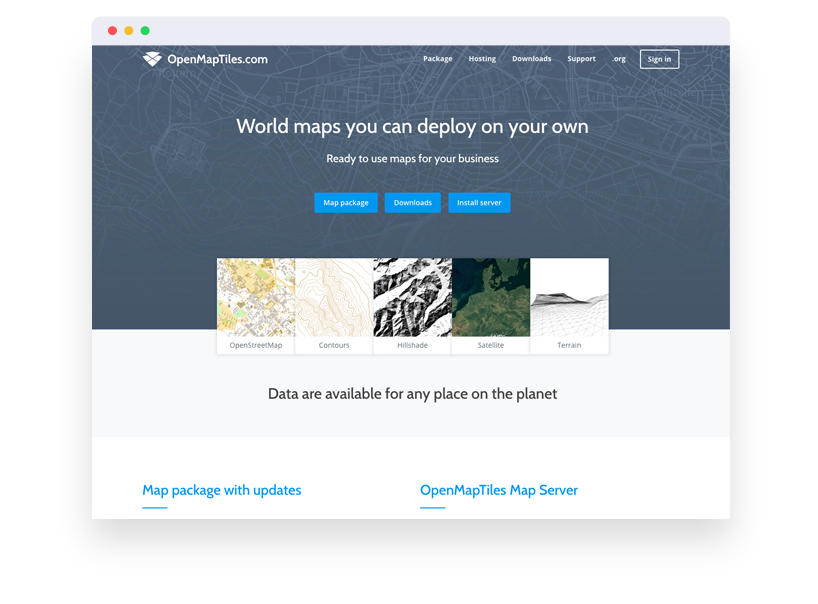 OpenMapTiles.com
Package Hosting Downloads Support .org Sign in
World maps you can deploy on your own
Ready to use maps for your business
Map package Downloads Install server
OpenStreetMap Contours Hillshade Satellite Terrain
Data are available for any place on the planet
Map package with updates
OpenMapTiles Map Server